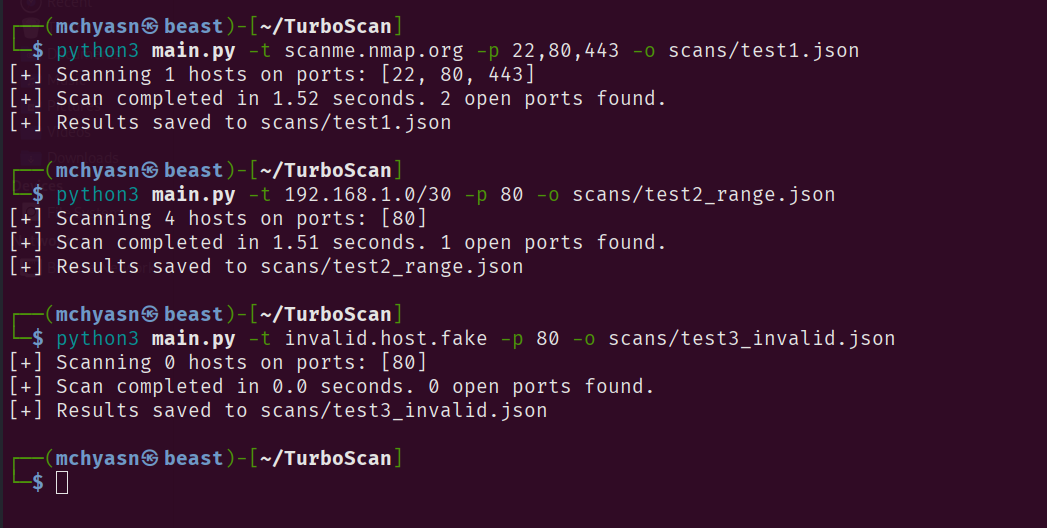 ┌──(mchyasn㉿beast)-[~/TurboScan]
└─$ python3 main.py -t scanme.nmap.org -p 22,80,443 -o scans/test1.json
[+] Scanning 1 hosts on ports: [22, 80, 443]
[+] Scan completed in 1.52 seconds. 2 open ports found.
[+] Results saved to scans/test1.json
┌──(mchyasn㉿beast)-[~/TurboScan]
└─$ python3 main.py -t 192.168.1.0/30 -p 80 -o scans/test2_range.json
[+] Scanning 4 hosts on ports: [80]
[+] Scan completed in 1.51 seconds. 1 open ports found.
[+] Results saved to scans/test2_range.json
┌──(mchyasn㉿beast)-[~/TurboScan]
└─$ python3 main.py -t invalid.host.fake -p 80 -o scans/test3_invalid.json
[+] Scanning 0 hosts on ports: [80]
[+] Scan completed in 0.0 seconds. 0 open ports found.
[+] Results saved to scans/test3_invalid.json
┌──(mchyasn㉿beast)-[~/TurboScan]
└─$